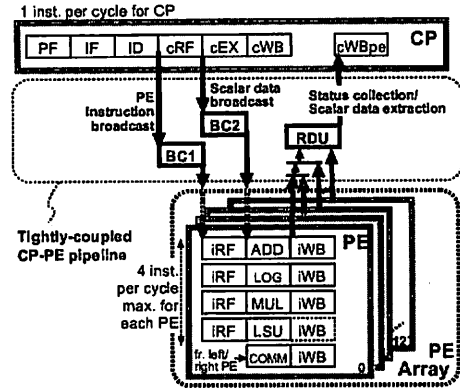 1 inst. per cycle for CP
PF IF ID cRF cEX cWB cWBpe CP
PE
Instruction
broadcast
Scalar data
broadcast
Status collection/
Scalar data extraction
BC1
BC2
RDU
Tightly-coupled
CP-PE pipeline
4 inst.
per cycle
max. for
each PE
PE
iRF ADD iWB
iRF LOG iWB
iRF MUL iWB
iRF LSU iWB
fr. left/
right PE
COMM iWB
0
PE
Array